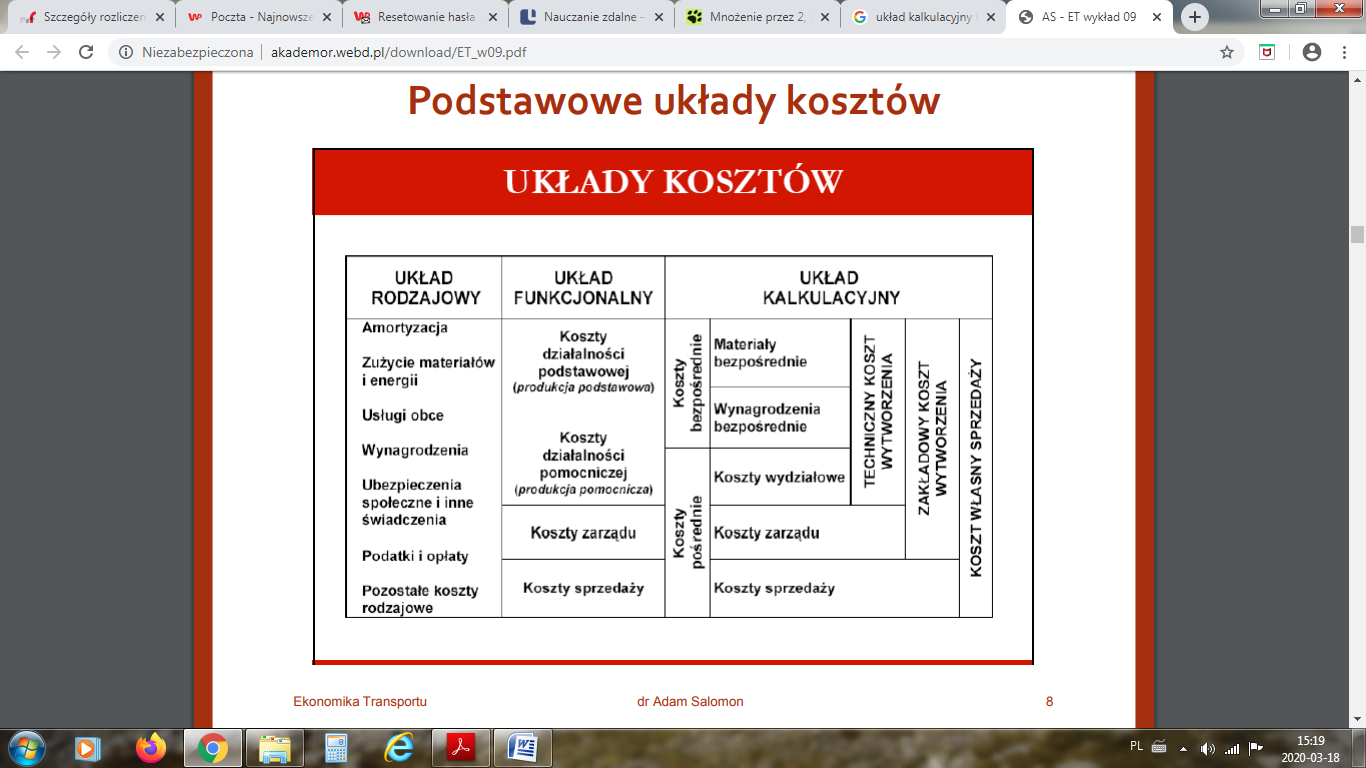 Szczegóły rozliczen
Poczta - Najnowsze
Resetowanie hasła
Nauczanie zdalne -
Mnożenie przez 2,
układ kalkulacyjny
AS - ET wykład 09
Niezabezpieczona | akademor.webd.pl/download/ET_w09.pdf
Podstawowe układy kosztów
UKŁADY KOSZTÓW
UKŁAD
RODZAJOWY
UKŁAD
FUNKCJONALNY
UKŁAD
KALKULACYJNY
Amortyzacja
Zużycie materiałów
i energii
Usługi obce
Wynagrodzenia
Ubezpieczenia
społeczne i inne
świadczenia
Podatki i opłaty
Pozostałe koszty
rodzajowe
Koszty
działalności
podstawowej
(produkcja podstawowa)
Koszty
działalności
pomocniczej
(produkcja pomocnicza)
Koszty zarządu
Koszty sprzedaży
Koszty
bezpośrednie
Koszty
pośrednie
Materiały
bezpośrednie
Wynagrodzenia
bezpośrednie
Koszty wydziałowe
Koszty zarządu
Koszty sprzedaży
TECHNICZNY KOSZT
WYTWORZENIA
ZAKŁADOWY KOSZT
WYTWORZENIA
KOSZT WŁASNY SPRZEDAŻY
Ekonomika Transportu
dr Adam Salomon
8
PL
15:19
2020-03-18